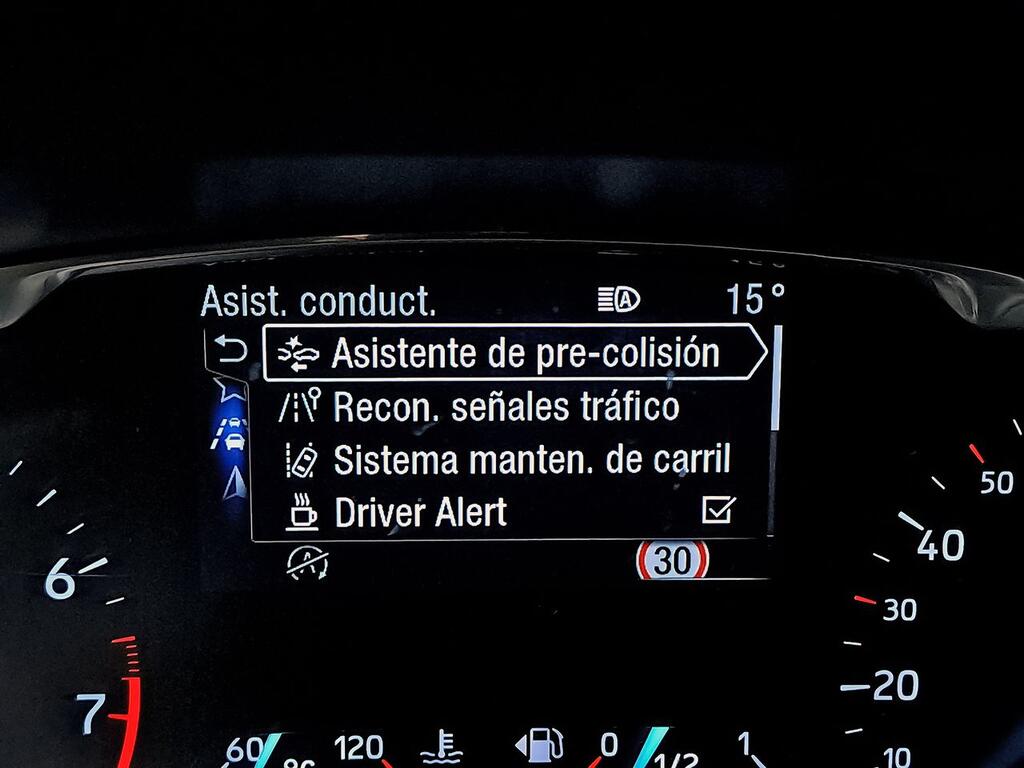 Asist. conduct. A 15°
Asistente de pre-colisión
Recon. señales tráfico
Sistema manten. de carril
Driver Alert
A 30
6
7
50
40
30
20
10
60 120 0 1/2 1